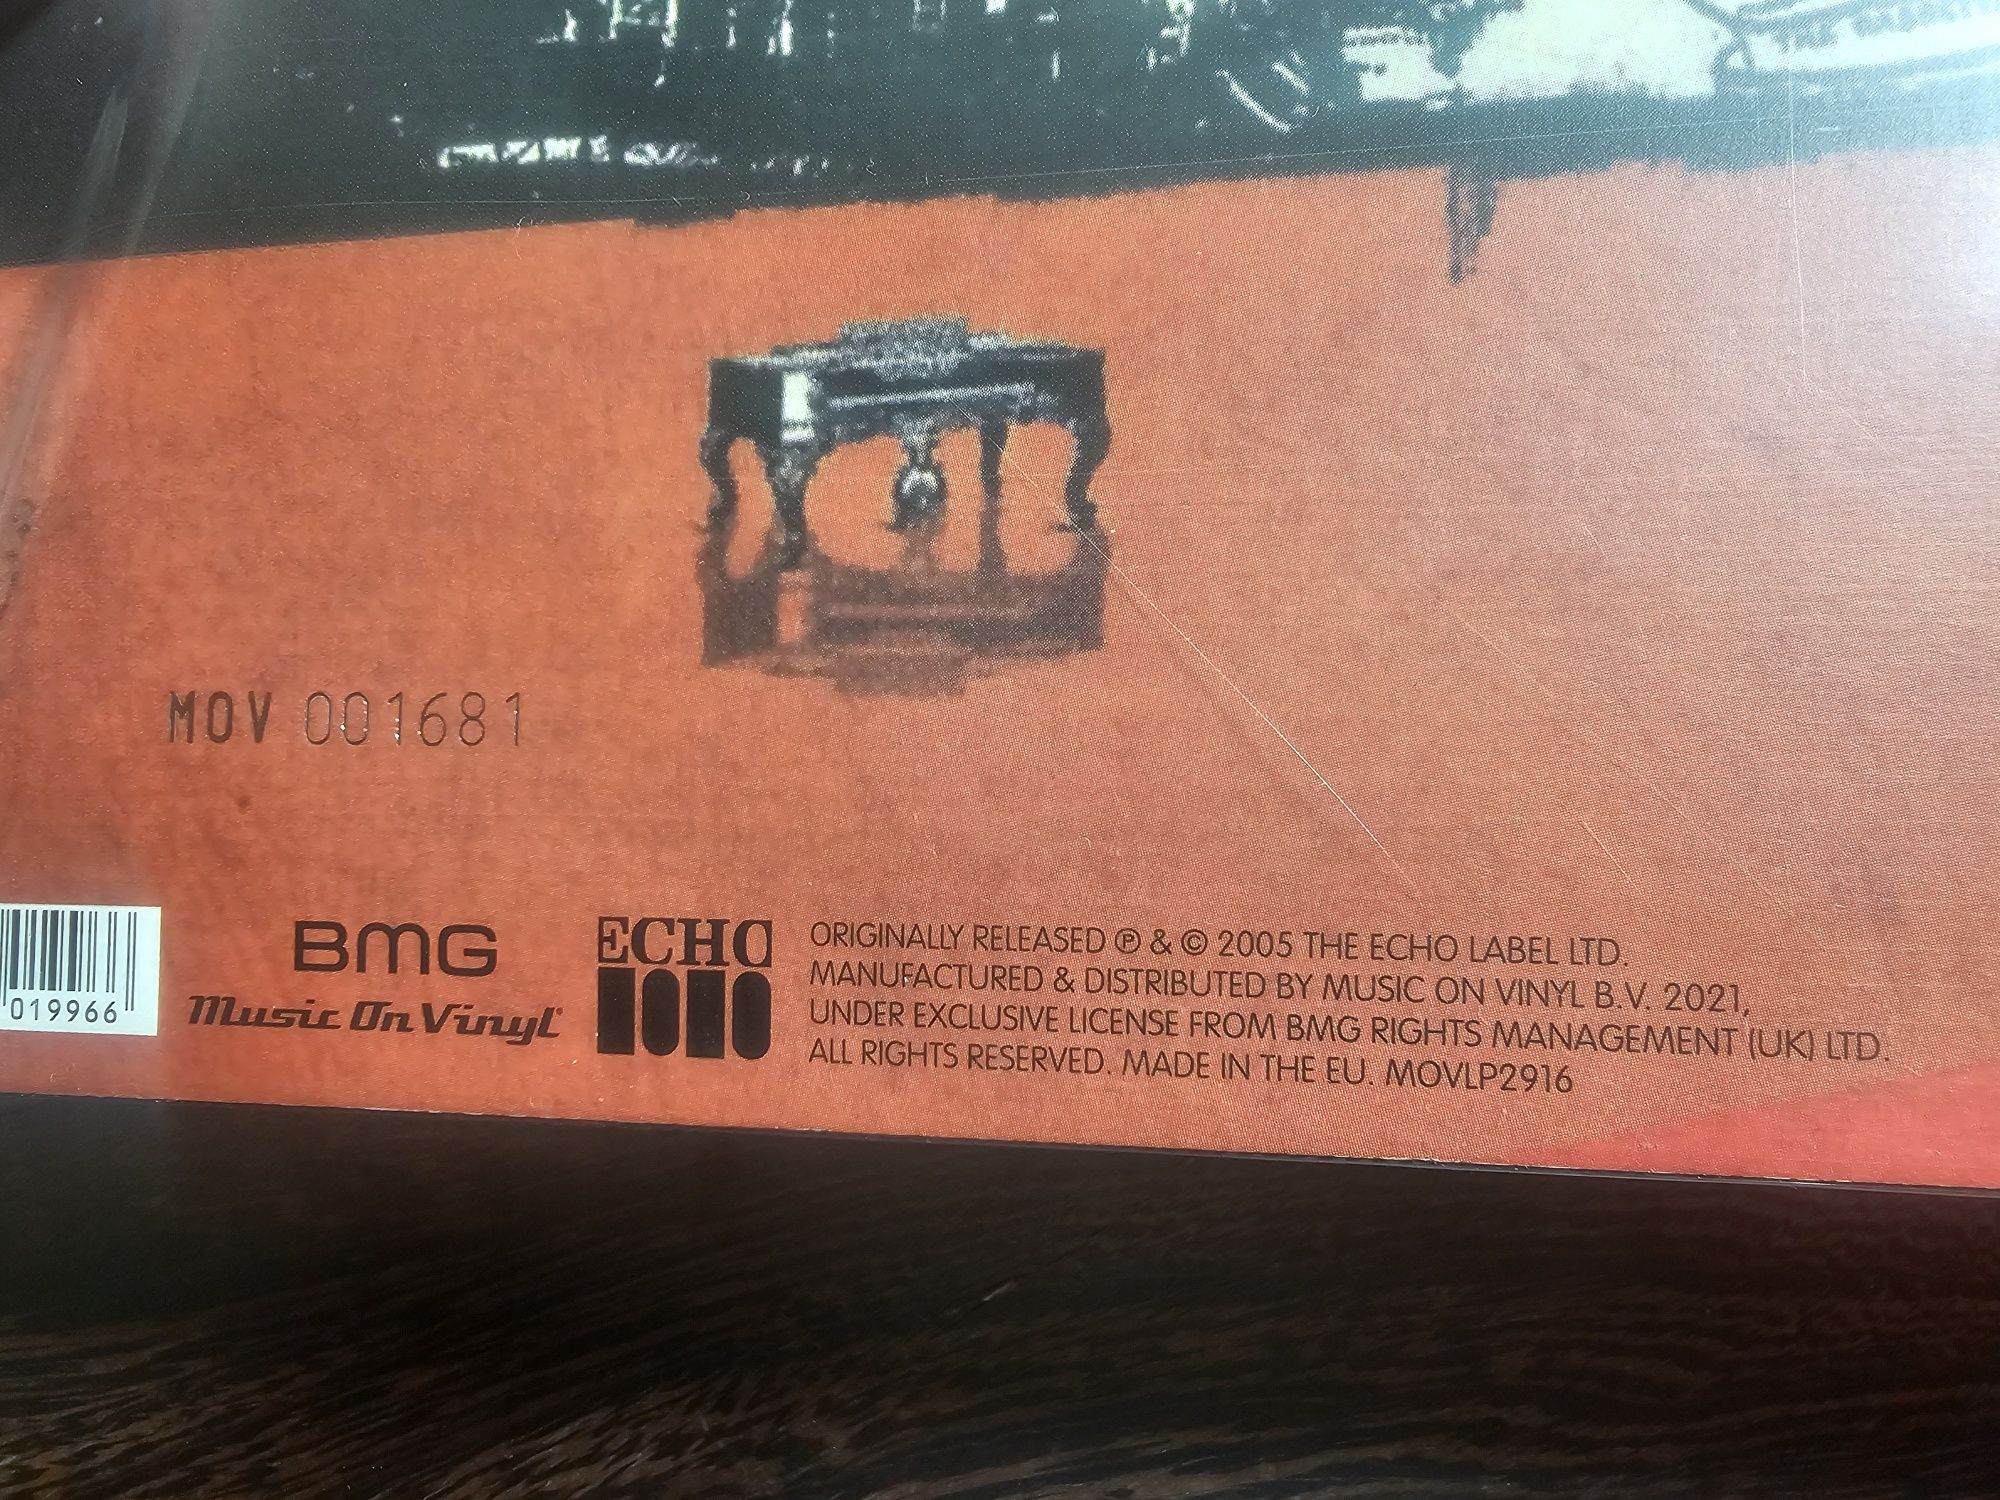 MOV 001681
019966
BMG
Music On Vinyl
ECHO
ORIGINALLY RELEASED ℗ & © 2005 THE ECHO LABEL LTD.
MANUFACTURED & DISTRIBUTED BY MUSIC ON VINYL B.V. 2021,
UNDER EXCLUSIVE LICENSE FROM BMG RIGHTS MANAGEMENT (UK) LTD.
ALL RIGHTS RESERVED. MADE IN THE EU. MOVLP2916